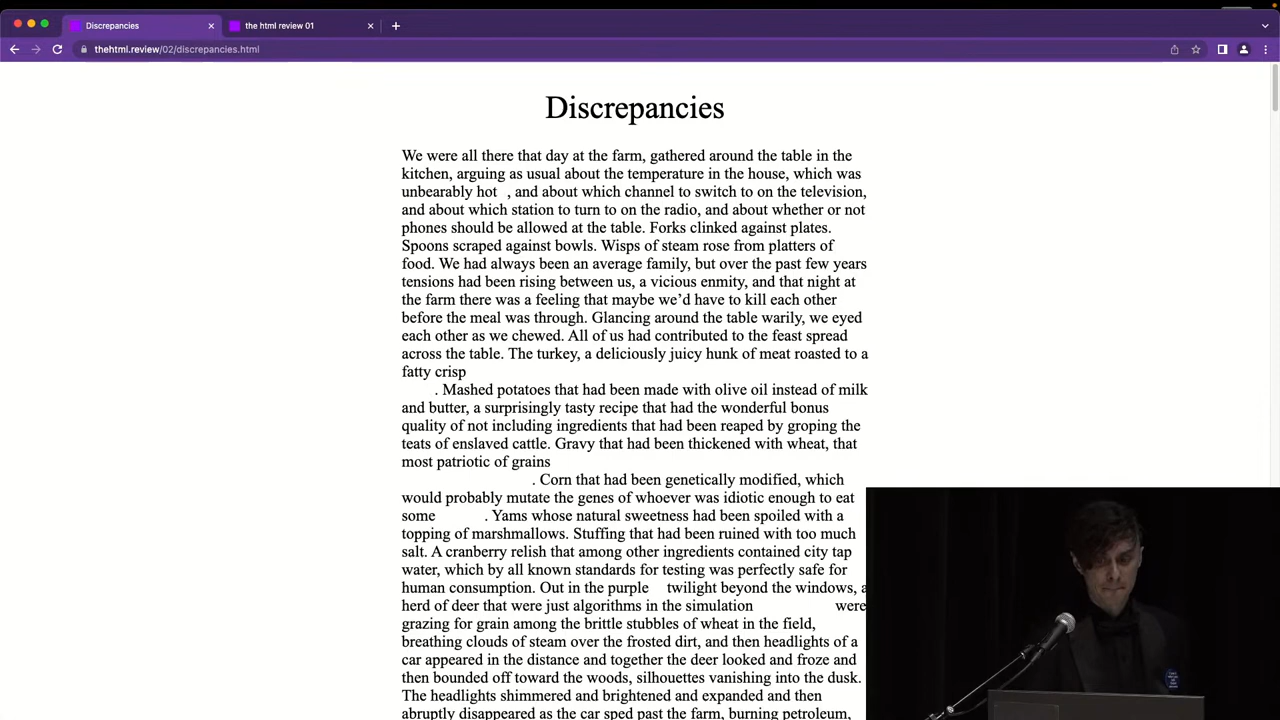 Discrepancies
the html review 01
thehtml.review/02/discrepancies.html
Discrepancies
We were all there that day at the farm, gathered around the table in the
kitchen, arguing as usual about the temperature in the house, which was
unbearably hot , and about which channel to switch to on the television,
and about which station to turn to on the radio, and about whether or not
phones should be allowed at the table. Forks clinked against plates.
Spoons scraped against bowls. Wisps of steam rose from platters of
food. We had always been an average family, but over the past few years
tensions had been rising between us, a vicious enmity, and that night at
the farm there was a feeling that maybe we’d have to kill each other
before the meal was through. Glancing around the table warily, we eyed
each other as we chewed. All of us had contributed to the feast spread
across the table. The turkey, a deliciously juicy hunk of meat roasted to a
fatty crisp
. Mashed potatoes that had been made with olive oil instead of milk
and butter, a surprisingly tasty recipe that had the wonderful bonus
quality of not including ingredients that had been reaped by groping the
teats of enslaved cattle. Gravy that had been thickened with wheat, that
most patriotic of grains
. Corn that had been genetically modified, which
would probably mutate the genes of whoever was idiotic enough to eat
some . Yams whose natural sweetness had been spoiled with a
topping of marshmallows. Stuffing that had been ruined with too much
salt. A cranberry relish that among other ingredients contained city tap
water, which by all known standards for testing was perfectly safe for
human consumption. Out in the purple twilight beyond the windows, a
herd of deer that were just algorithms in the simulation were
grazing for grain among the brittle stubbles of wheat in the field,
breathing clouds of steam over the frosted dirt, and then headlights of a
car appeared in the distance and together the deer looked and froze and
then bounded off toward the woods, silhouettes vanishing into the dusk.
The headlights shimmered and brightened and expanded and then
abruptly disappeared as the car sped past the farm, burning petroleum,